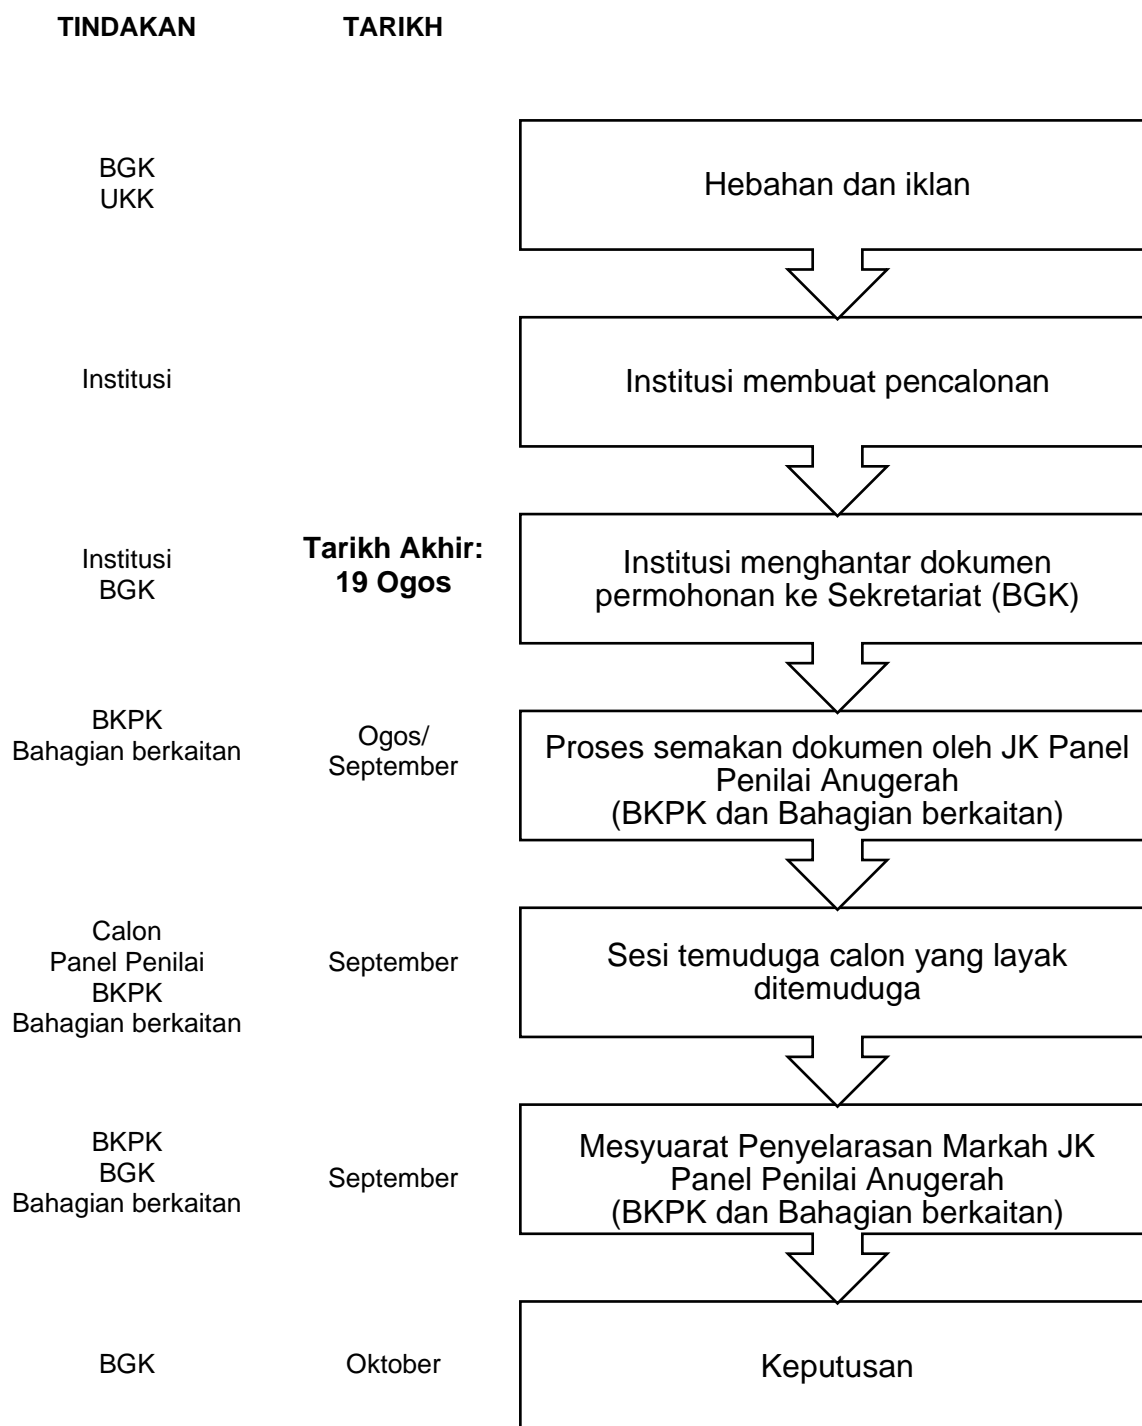 TINDAKAN TARIKH
BGK
UKK
Hebahan dan iklan
Institusi
Institusi membuat pencalonan
Institusi
BGK
Tarikh Akhir:
19 Ogos
Institusi menghantar dokumen
permohonan ke Sekretariat (BGK)
BKPK
Bahagian berkaitan
Ogos/
September
Proses semakan dokumen oleh JK Panel
Penilai Anugerah
(BKPK dan Bahagian berkaitan)
Calon
Panel Penilai
BKPK
Bahagian berkaitan
September
Sesi temuduga calon yang layak
ditemuduga
BKPK
BGK
Bahagian berkaitan
September
Mesyuarat Penyelarasan Markah JK
Panel Penilai Anugerah
(BKPK dan Bahagian berkaitan)
BGK
Oktober
Keputusan